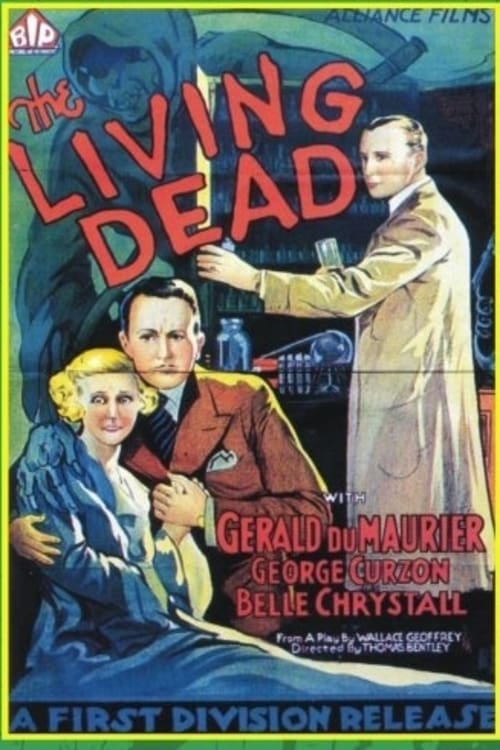 ALLIANCE FILMS
BIP
The
LIVING
DEAD
WITH
GERALD DU MAURIER
GEORGE CURZON
BELLE CHRYSTALL
From A Play By WALLACE GEOFFREY
Directed By THOMAS BENTLEY
A FIRST DIVISION RELEASE